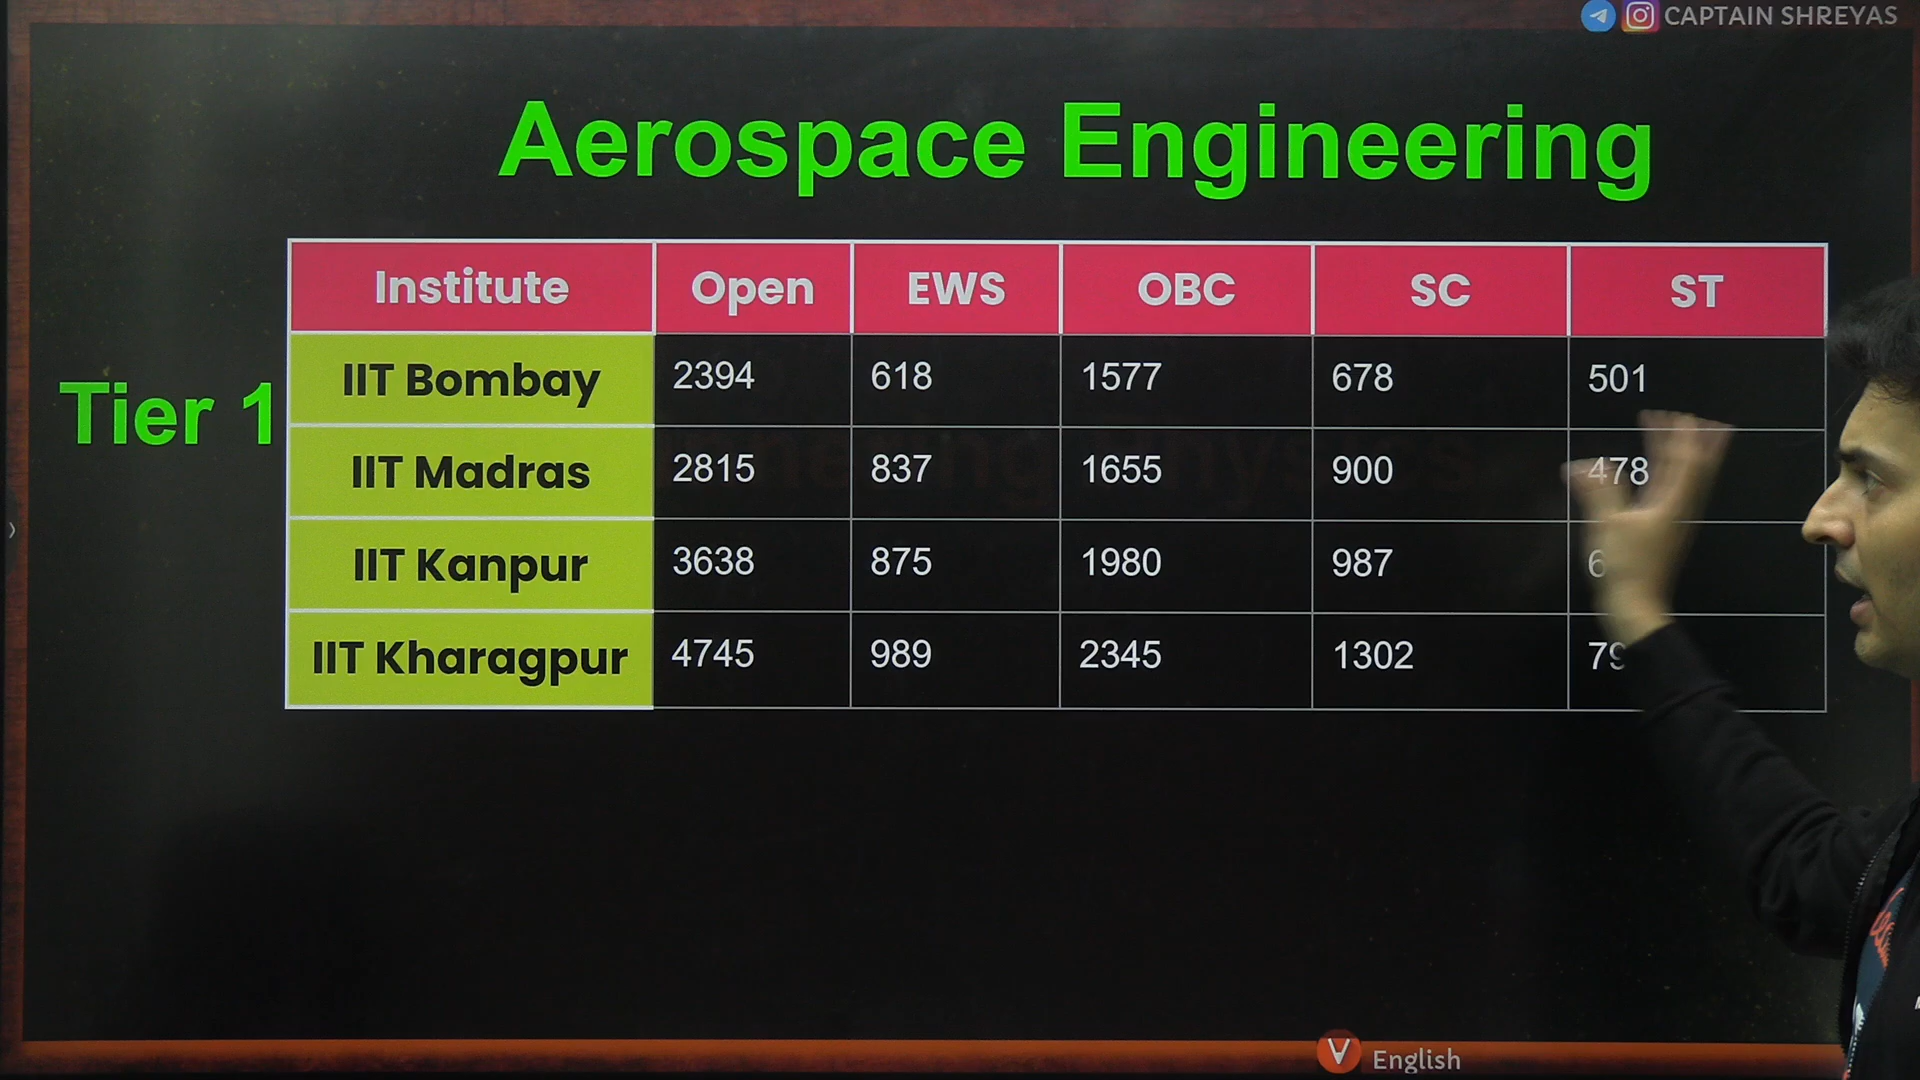 CAPTAIN SHREYAS
Aerospace Engineering
Tier 1
Institute Open EWS OBC SC ST
IIT Bombay 2394 618 1577 678 501
IIT Madras 2815 837 1655 900 478
IIT Kanpur 3638 875 1980 987
IIT Kharagpur 4745 989 2345 1302
V English